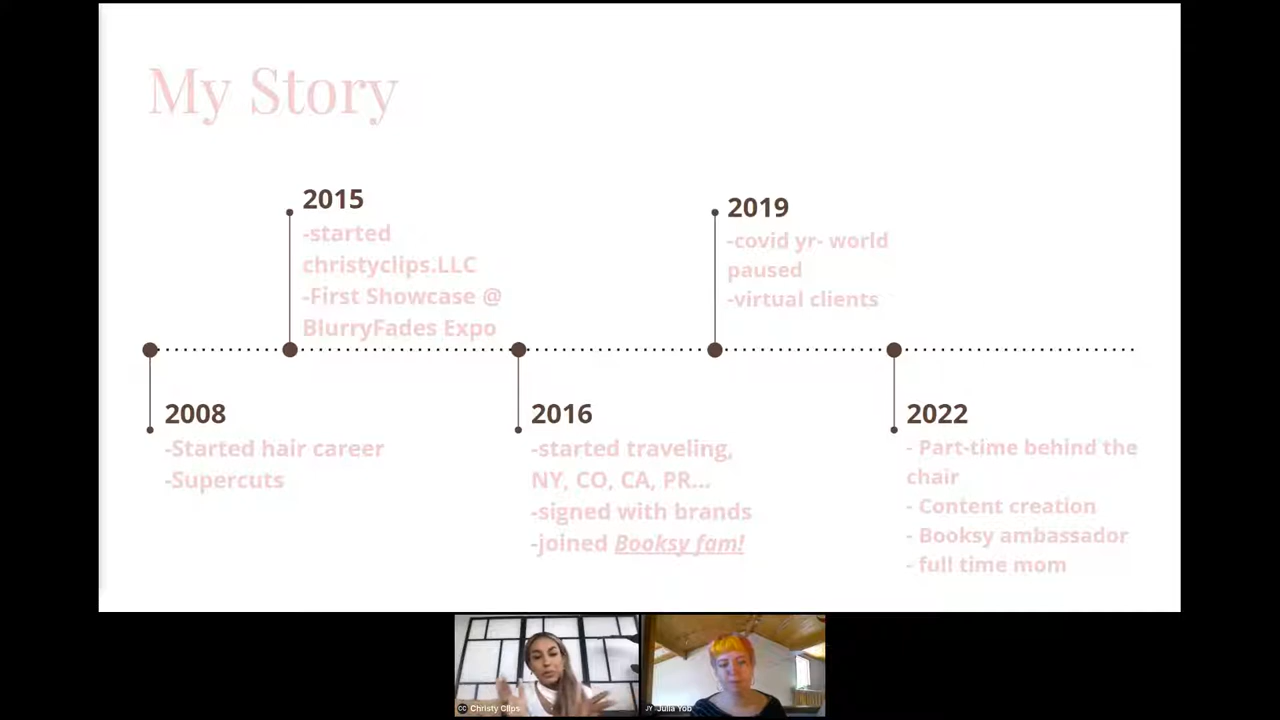 My Story
2015
-started
christyclips.LLC
-First Showcase @
BlurryFades Expo
2019
-covid yr- world
paused
-virtual clients
2008
-Started hair career
-Supercuts
2016
-started traveling,
NY, CO, CA, PR...
-signed with brands
-joined Booksy fam!
2022
- Part-time behind the
chair
- Content creation
- Booksy ambassador
- full time mom
CC Christy Clips
JY Julia Yob